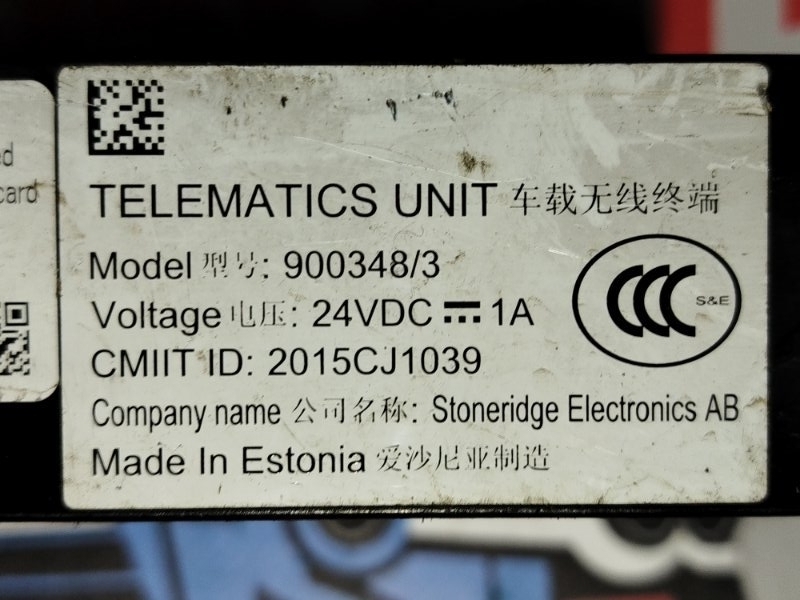 TELEMATICS UNIT 车载无线终端
Model 型号: 900348/3
Voltage 电压: 24VDC 1A
CMIIT ID: 2015CJ1039
CCC S&E
Company name 公司名称: Stoneridge Electronics AB
Made In Estonia 爱沙尼亚制造
card